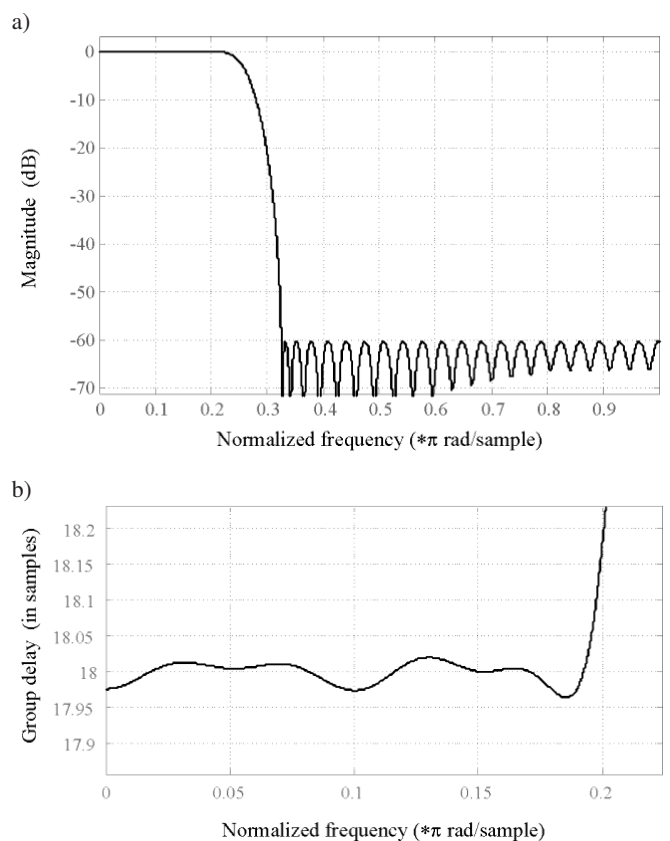 a)
0
-10
-20
-30
-40
-50
-60
-70
Magnitude (dB)
0 0.1 0.2 0.3 0.4 0.5 0.6 0.7 0.8 0.9
Normalized frequency (*π rad/sample)
b)
18.2
18.15
18.1
18.05
18
17.95
17.9
Group delay (in samples)
0 0.05 0.1 0.15 0.2
Normalized frequency (*π rad/sample)